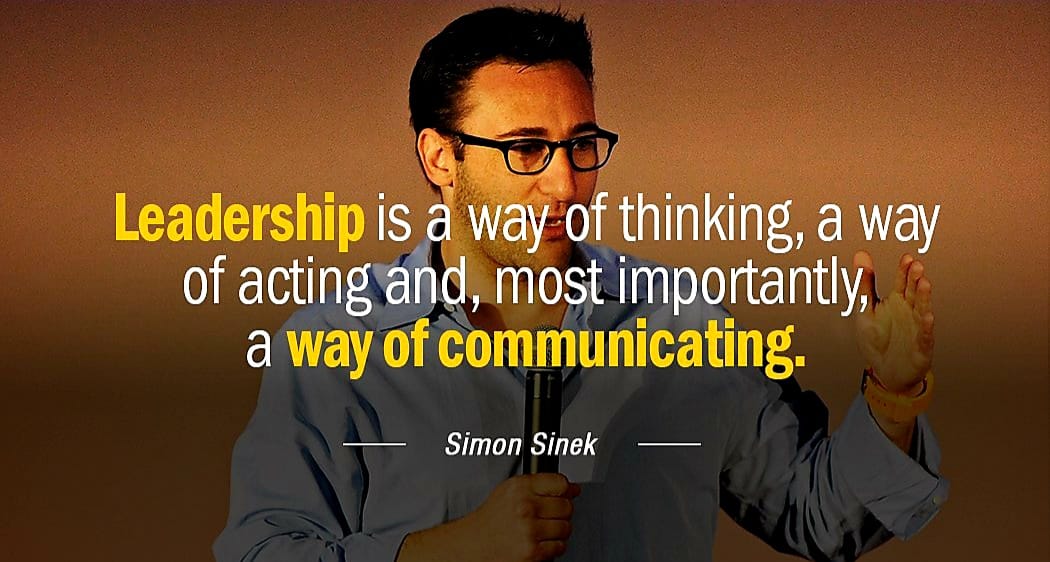 Leadership is a way of thinking, a way
of acting and, most importantly,
a way of communicating.
Simon Sinek